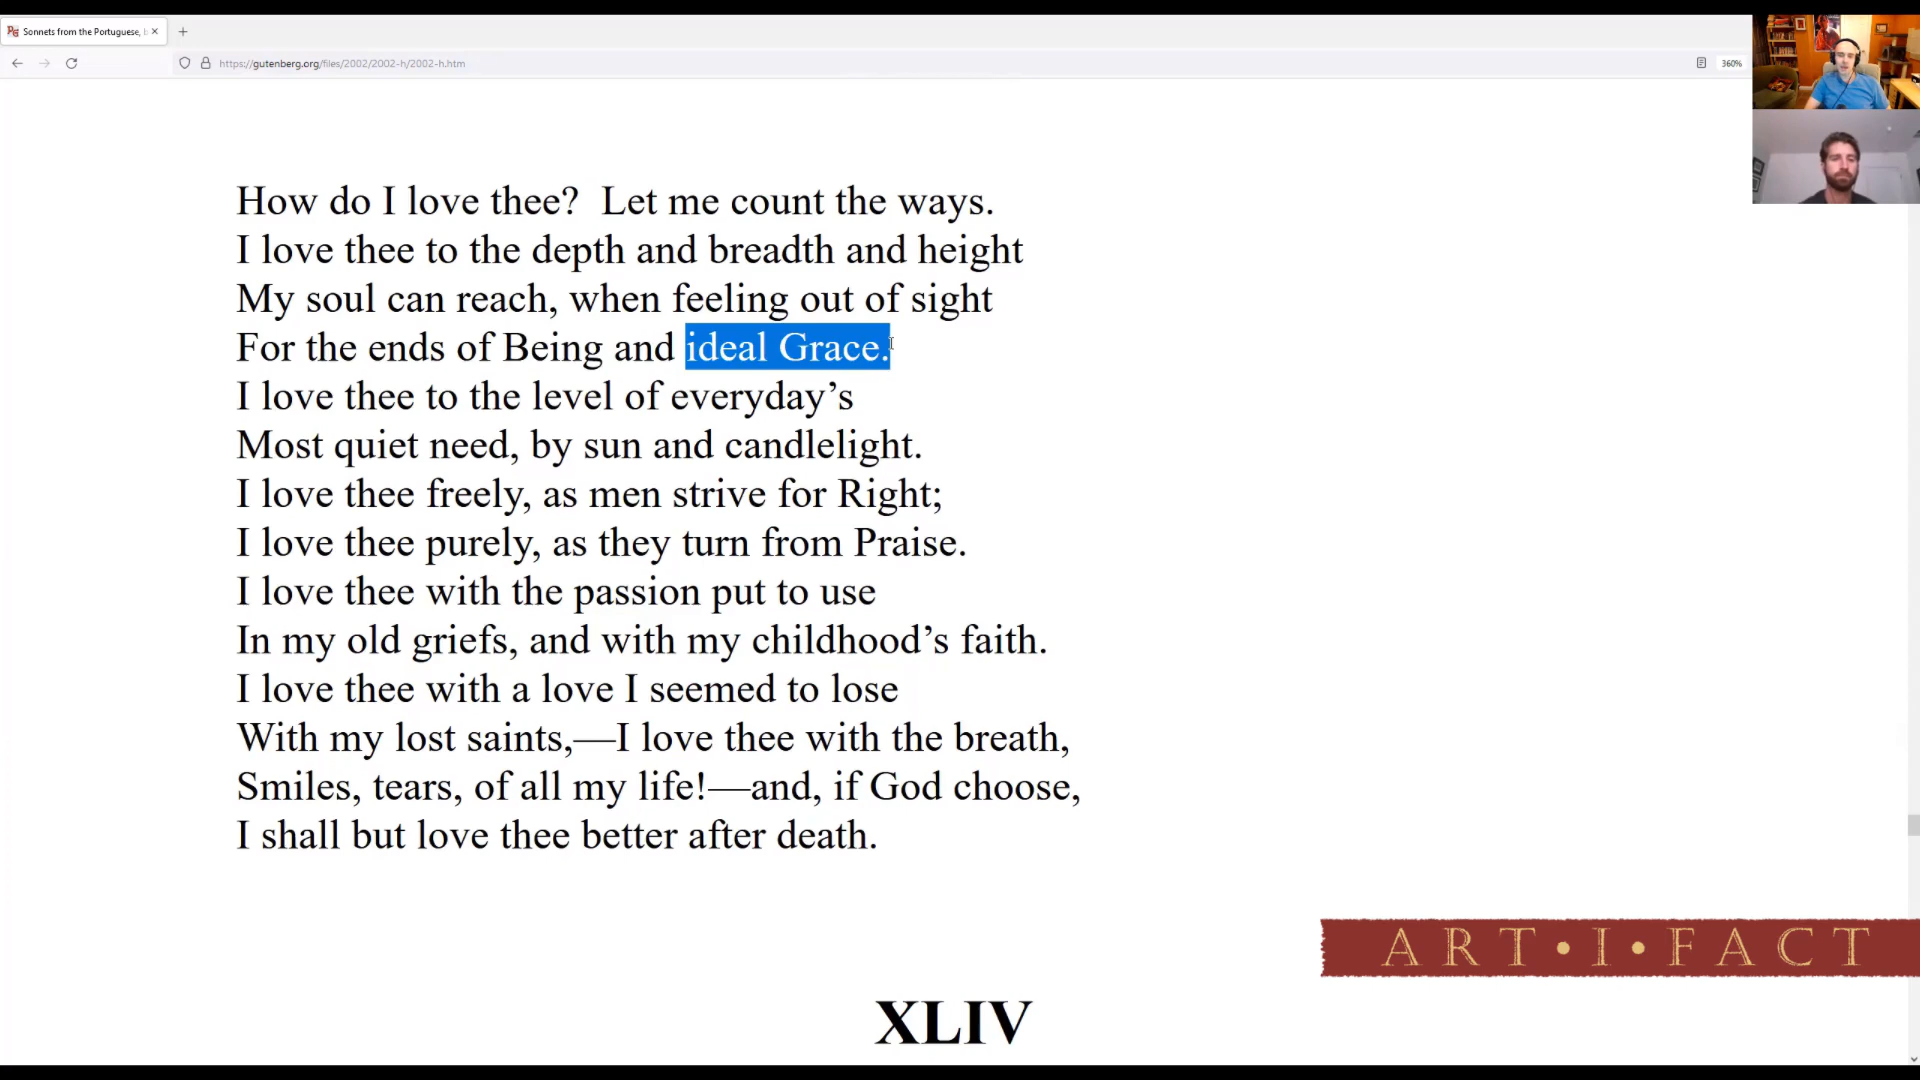 Sonnets from the Portuguese,
https://gutenberg.org/files/2002/2002-h/2002-h.htm
360%
How do I love thee?  Let me count the ways.
I love thee to the depth and breadth and height
My soul can reach, when feeling out of sight
For the ends of Being and ideal Grace.
I love thee to the level of everyday’s
Most quiet need, by sun and candlelight.
I love thee freely, as men strive for Right;
I love thee purely, as they turn from Praise.
I love thee with the passion put to use
In my old griefs, and with my childhood’s faith.
I love thee with a love I seemed to lose
With my lost saints,—I love thee with the breath,
Smiles, tears, of all my life!—and, if God choose,
I shall but love thee better after death.
ART•I•FACT
XLIV